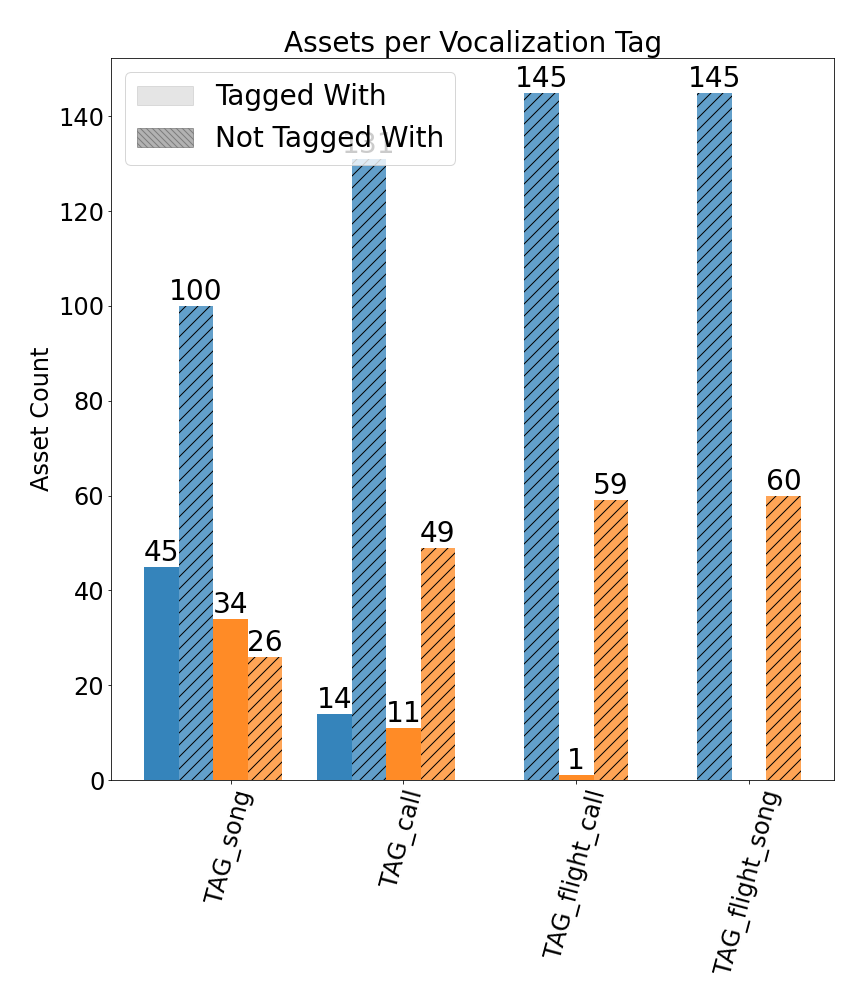 Assets per Vocalization Tag
Tagged With
Not Tagged With
Asset Count
140
120
100
80
60
40
20
0
45
100
34
26
14
131
11
49
145
1
59
145
60
TAG_song
TAG_call
TAG_flight_call
TAG_flight_song